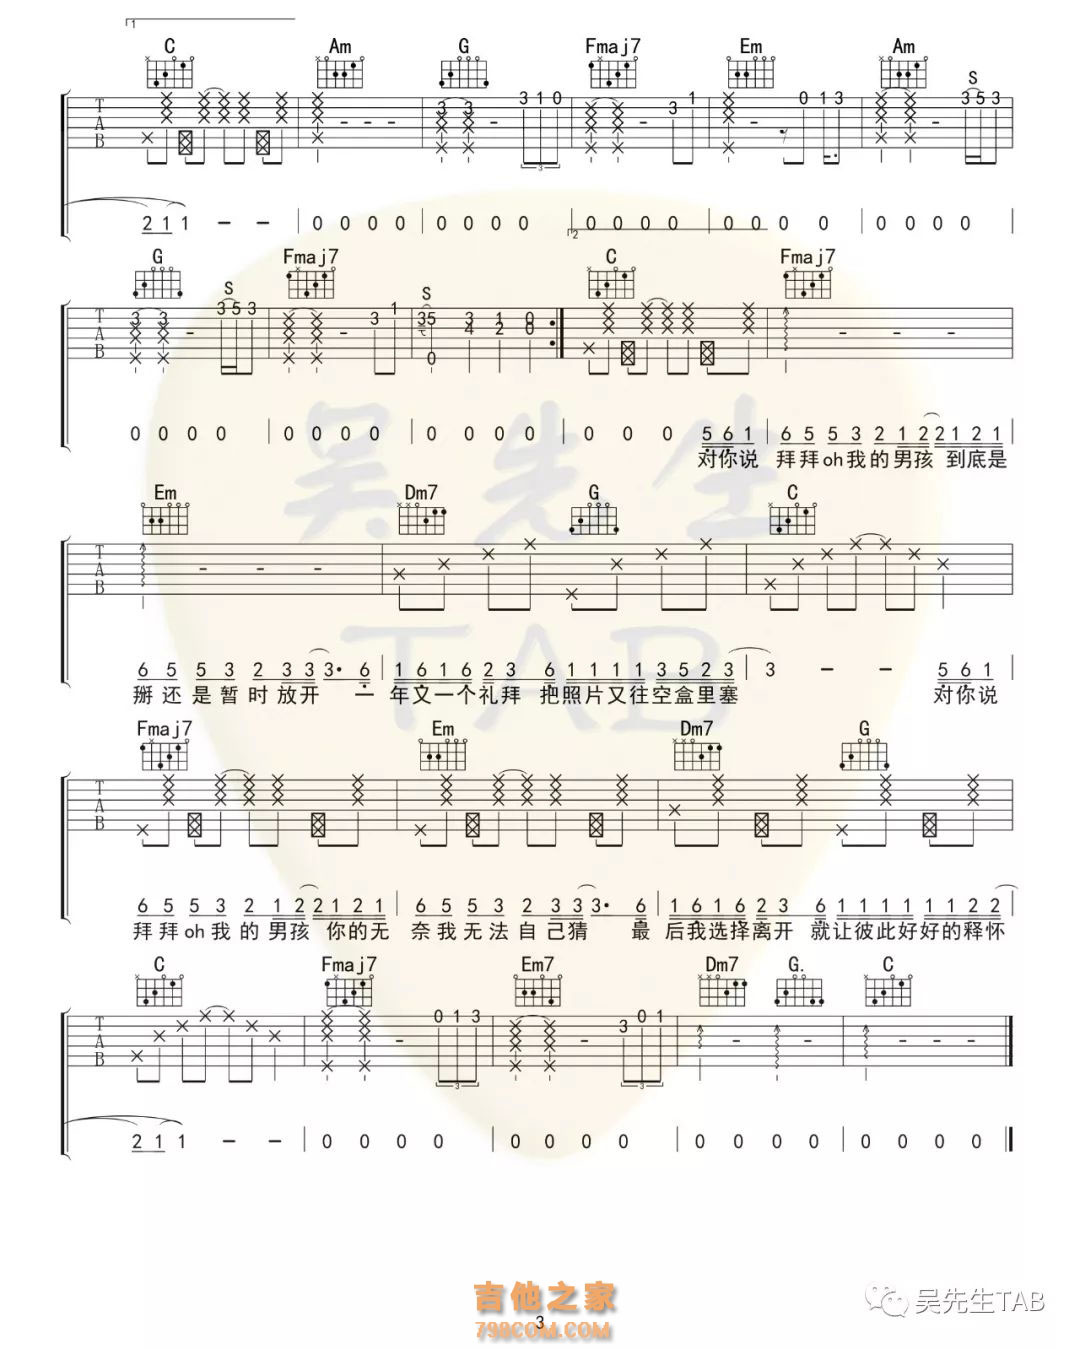 1
C Am G Fmaj7 Em Am
S
3 3 3 1 0 3 1 0 1 3 3 5 3
T A B
3
2 1 1 - - 0 0 0 0 0 0 0 0 0 0 0 0 0 0 0 0 0 0 0 0
2
G Fmaj7 C Fmaj7
S S
3 3 3 5 3 3 1 3 5 3 1 0
4 2 0
0
T A B
0 0 0 0 0 0 0 0 0 0 0 0 0 0 0 5 6 1 6 5 5 3 2 1 2 2 1 2 1
对你说 拜拜oh我的男孩 到底是
Em Dm7 G C
T A B
6 5 5 3 2 3 3 3· 6 1 6 1 6 2 3 6 1 1 1 1 3 5 2 3 3 - - 5 6 1
掰还是暂时放开 一年又一个礼拜 把照片又往空盒里塞 对你说
Fmaj7 Em Dm7 G
T A B
6 5 5 3 2 1 2 2 1 2 1 6 5 5 3 2 3 3 3· 6 1 6 1 6 2 3 6 1 1 1 1 1 1 2 2
拜拜oh我的男孩 你的无奈我无法自己猜 最后我选择离开 就让彼此好好的释怀
C Fmaj7 Em7 Dm7 G. C
0 1 3 3 0 1
T A B
3 3
2 1 1 - - 0 0 0 0 0 0 0 0 0 0 0 0 0 0 0 0
吴先生
TAB
吉他之家
798COM.COM
3
吴先生TAB